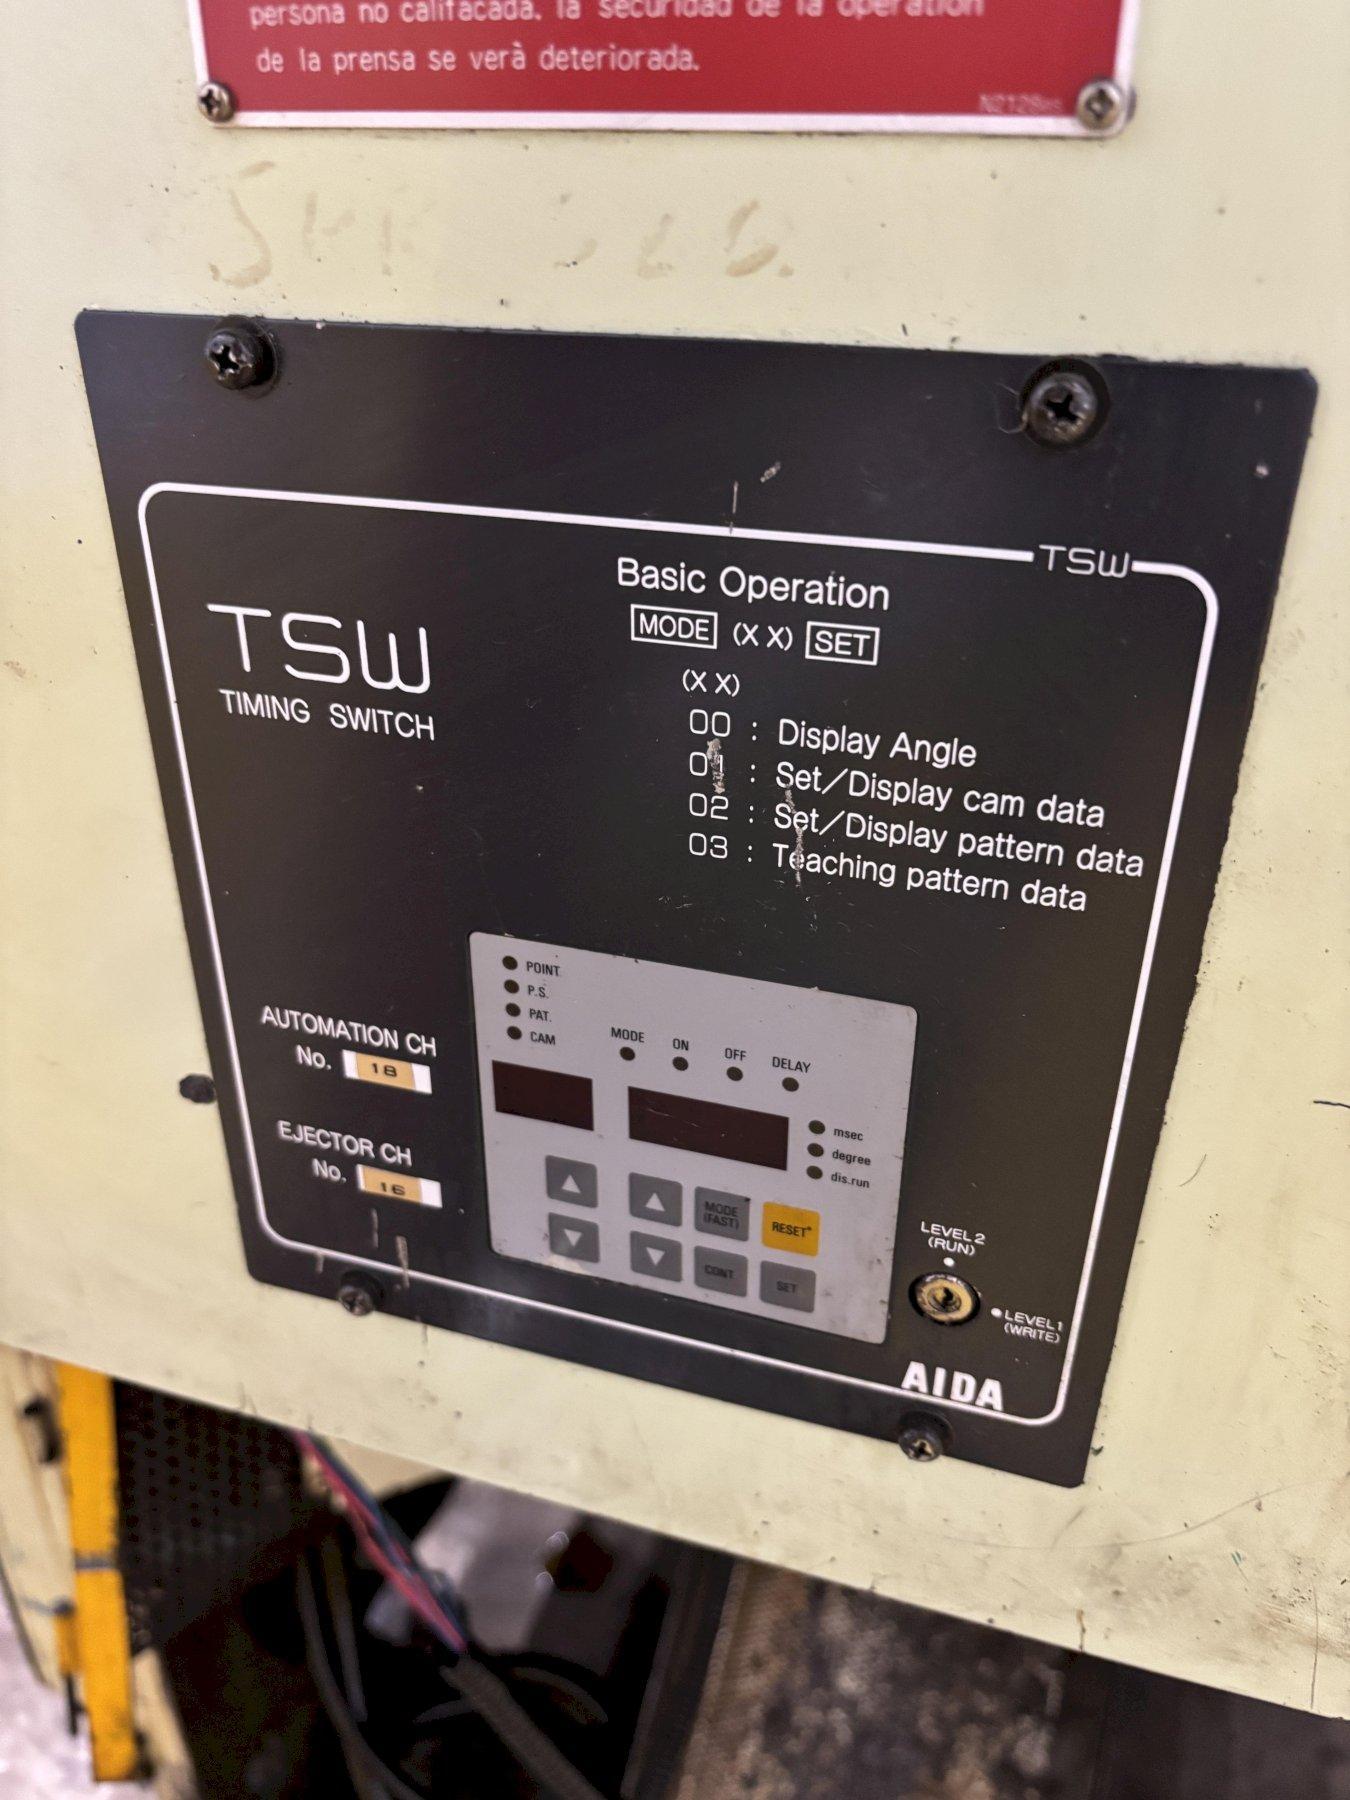 persona no califacada, la securidad de la operation
de la prensa se verà deteriorada.
TSW
TSW
TIMING SWITCH
Basic Operation
MODE (X X) SET
(X X)
00 : Display Angle
01 : Set/Display cam data
02 : Set/Display pattern data
03 : Teaching pattern data
AUTOMATION CH
No. 18
EJECTOR CH
No. 16
POINT
P.S.
PAT.
CAM
MODE ON OFF DELAY
msec
degree
dis.run
MODE
(FAST)
RESET*
CONT
SET
LEVEL 2
(RUN)
LEVEL 1
(WRITE)
AIDA